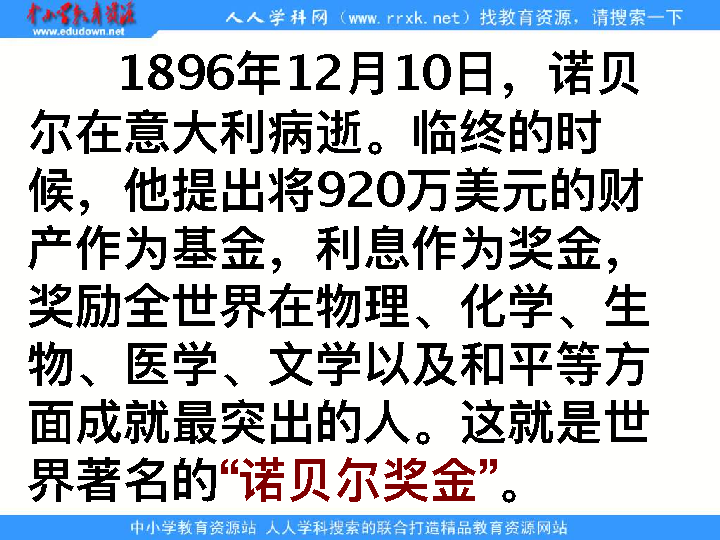 中小学教育资源
www.edudown.net
人人学科网（www.rrxk.net）找教育资源，请搜索一下
1896年12月10日，诺贝
尔在意大利病逝。临终的时
候，他提出将920万美元的财
产作为基金，利息作为奖金，
奖励全世界在物理、化学、生
物、医学、文学以及和平等方
面成就最突出的人。这就是世
界著名的“诺贝尔奖金”。
中小学教育资源站 人人学科搜索的联合打造精品教育资源网站